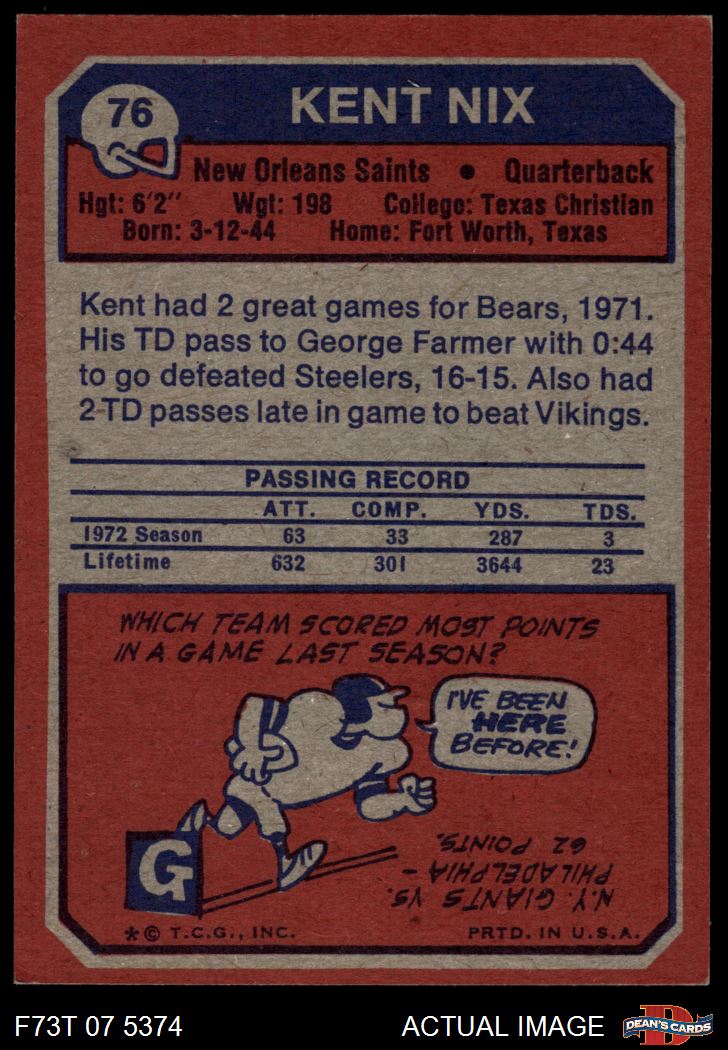 76
KENT NIX
New Orleans Saints • Quarterback
Hgt: 6'2" Wgt: 198 College: Texas Christian
Born: 3-12-44 Home: Fort Worth, Texas
Kent had 2 great games for Bears, 1971.
His TD pass to George Farmer with 0:44
to go defeated Steelers, 16-15. Also had
2-TD passes late in game to beat Vikings.
PASSING RECORD
ATT. COMP. YDS. TDS.
1972 Season 63 33 287 3
Lifetime 632 301 3644 23
WHICH TEAM SCORED MOST POINTS
IN A GAME LAST SEASON?
I'VE BEEN
HERE
BEFORE!
G
N.Y. GIANTS VS.
PHILADELPHIA -
62 POINTS.
* © T.C.G., INC. PRTD. IN U.S.A.
F73T 07 5374 ACTUAL IMAGE
D
DEAN'S CARDS